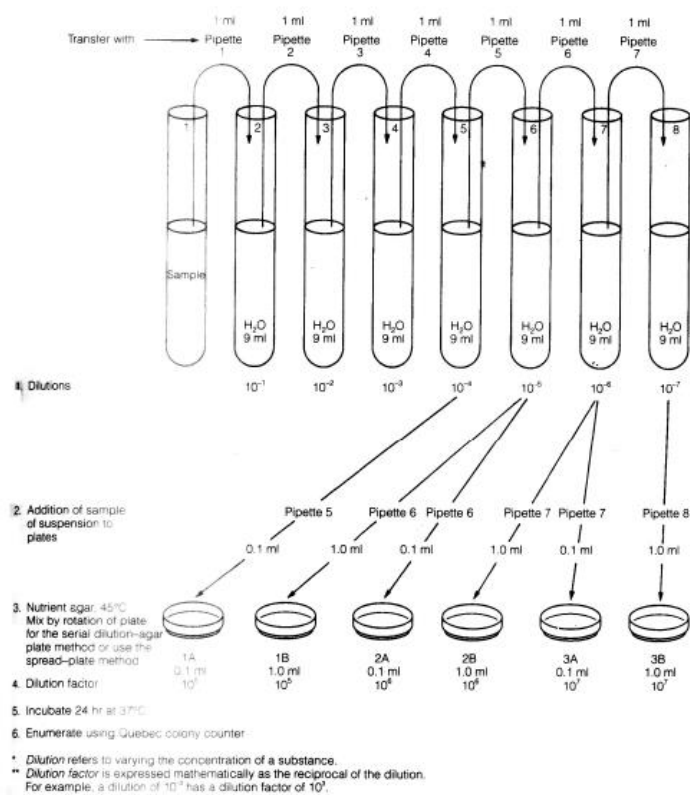 1 ml 1 ml 1 ml 1 ml 1 ml 1 ml 1 ml
Transfer with Pipette Pipette Pipette Pipette Pipette Pipette Pipette
1 2 3 4 5 6 7
1 2 3 4 5 6 7 8
Sample
H₂O H₂O H₂O H₂O H₂O H₂O H₂O
9 ml 9 ml 9 ml 9 ml 9 ml 9 ml 9 ml
1. Dilutions 10⁻¹ 10⁻² 10⁻³ 10⁻⁴ 10⁻⁵ 10⁻⁶ 10⁻⁷
2. Addition of sample Pipette 5 Pipette 6 Pipette 6 Pipette 7 Pipette 7 Pipette 8
of suspension to
plates
0.1 ml 1.0 ml 0.1 ml 1.0 ml 0.1 ml 1.0 ml
3. Nutrient agar, 45°C
Mix by rotation of plate
for the serial dilution–agar
plate method or use the
spread–plate method
1A 1B 2A 2B 3A 3B
0.1 ml 1.0 ml 0.1 ml 1.0 ml 0.1 ml 1.0 ml
4. Dilution factor 10⁵ 10⁶ 10⁶ 10⁷ 10⁷
5. Incubate 24 hr at 37°C
6. Enumerate using Quebec colony counter
* Dilution refers to varying the concentration of a substance.
** Dilution factor is expressed mathematically as the reciprocal of the dilution.
For example, a dilution of 10⁻³ has a dilution factor of 10³.